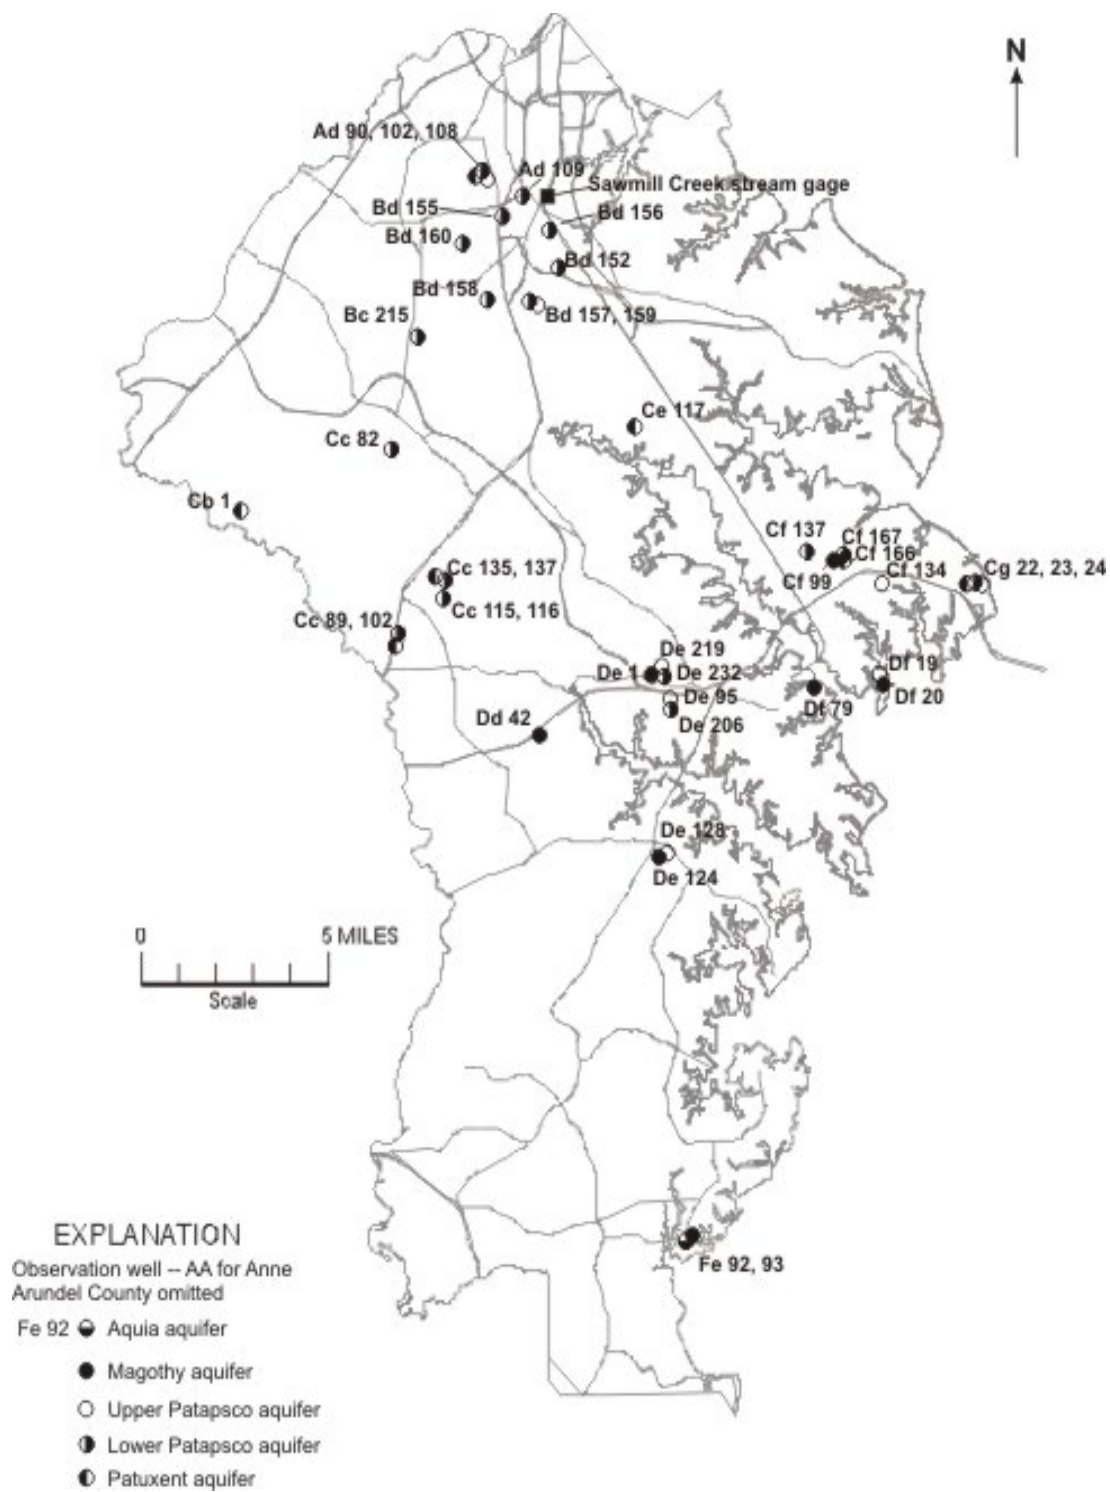 N
Ad 90, 102, 108
Ad 109
Sawmill Creek stream gage
Bd 155
Bd 156
Bd 160
Bd 152
Bd 158
Bd 157, 159
Bc 215
Ce 117
Cc 82
Cb 1
Cf 137
Cf 167
Cf 166
Cf 99
Cf 134
Cg 22, 23, 24
Cc 135, 137
Cc 115, 116
Cc 89, 102
De 219
De 1
De 232
Df 19
De 95
Df 79
Df 20
Dd 42
De 206
De 128
De 124
0 5 MILES
Scale
Fe 92, 93
EXPLANATION
Observation well -- AA for Anne
Arundel County omitted
Fe 92 Aquia aquifer
Magothy aquifer
Upper Patapsco aquifer
Lower Patapsco aquifer
Patuxent aquifer